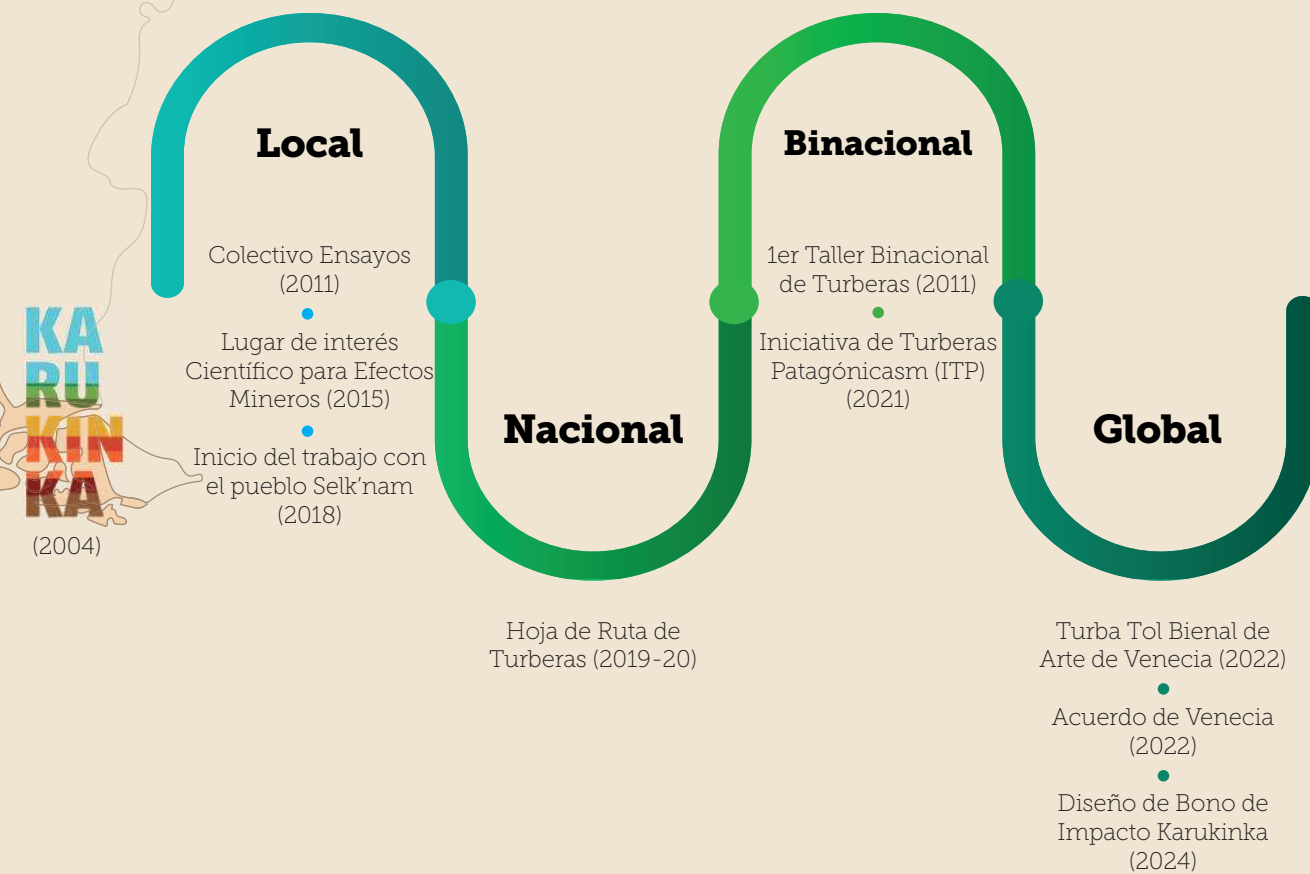 KA
RU
KIN
KA
(2004)
Local
Colectivo Ensayos
(2011)
Lugar de interés
Científico para Efectos
Mineros (2015)
Inicio del trabajo con
el pueblo Selk’nam
(2018)
Nacional
Hoja de Ruta de
Turberas (2019-20)
Binacional
1er Taller Binacional
de Turberas (2011)
Iniciativa de Turberas
Patagónicasm (ITP)
(2021)
Global
Turba Tol Bienal de
Arte de Venecia (2022)
Acuerdo de Venecia
(2022)
Diseño de Bono de
Impacto Karukinka
(2024)